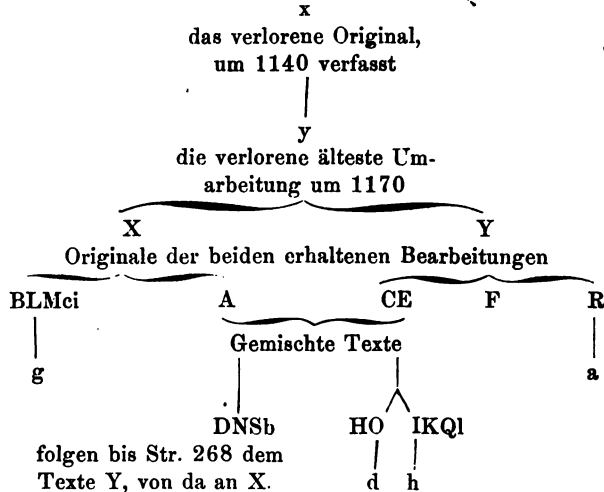 x
das verlorene Original,
um 1140 verfasst
y
die verlorene älteste Um-
arbeitung um 1170
X Y
Originale der beiden erhaltenen Bearbeitungen
BLMci A CE F R
Gemischte Texte
g a
DNSb HO IKQl
folgen bis Str. 268 dem
Texte Y, von da an X. d h